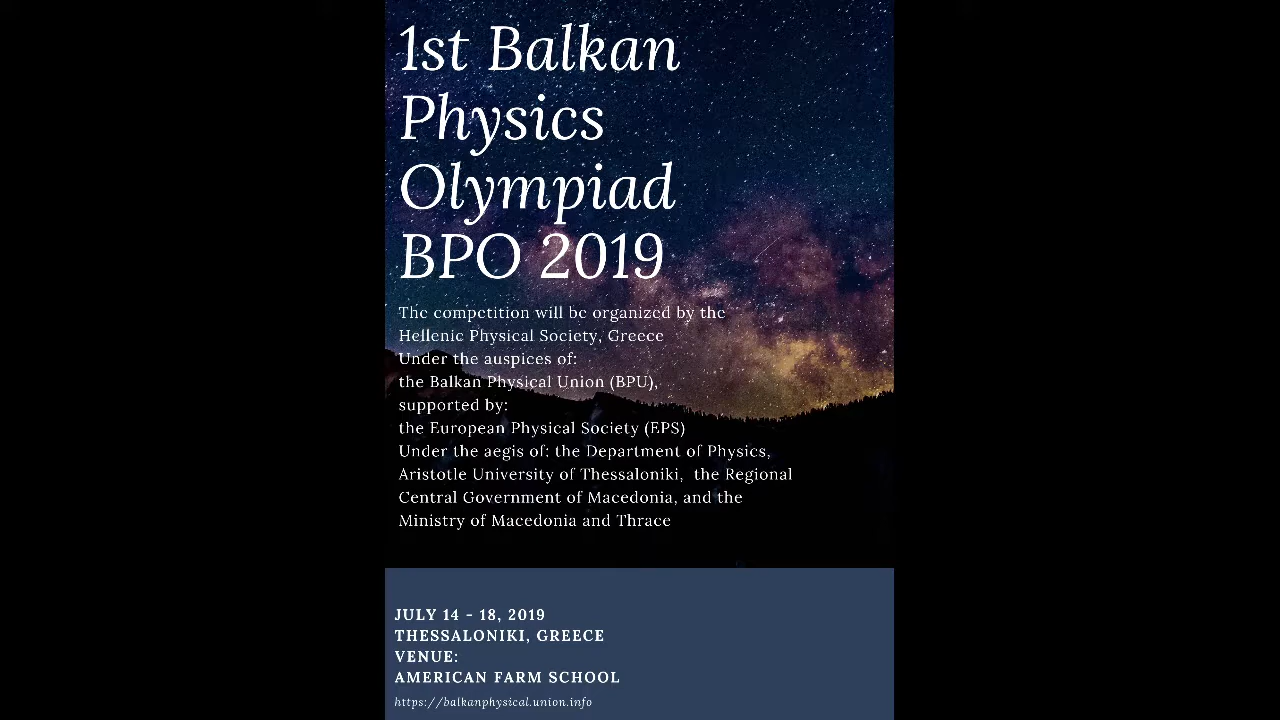 1st Balkan
Physics
Olympiad
BPO 2019
The competition will be organized by the
Hellenic Physical Society, Greece
Under the auspices of:
the Balkan Physical Union (BPU),
supported by:
the European Physical Society (EPS)
Under the aegis of: the Department of Physics,
Aristotle University of Thessaloniki, the Regional
Central Government of Macedonia, and the
Ministry of Macedonia and Thrace
JULY 14 - 18, 2019
THESSALONIKI, GREECE
VENUE:
AMERICAN FARM SCHOOL
https://balkanphysical.union.info